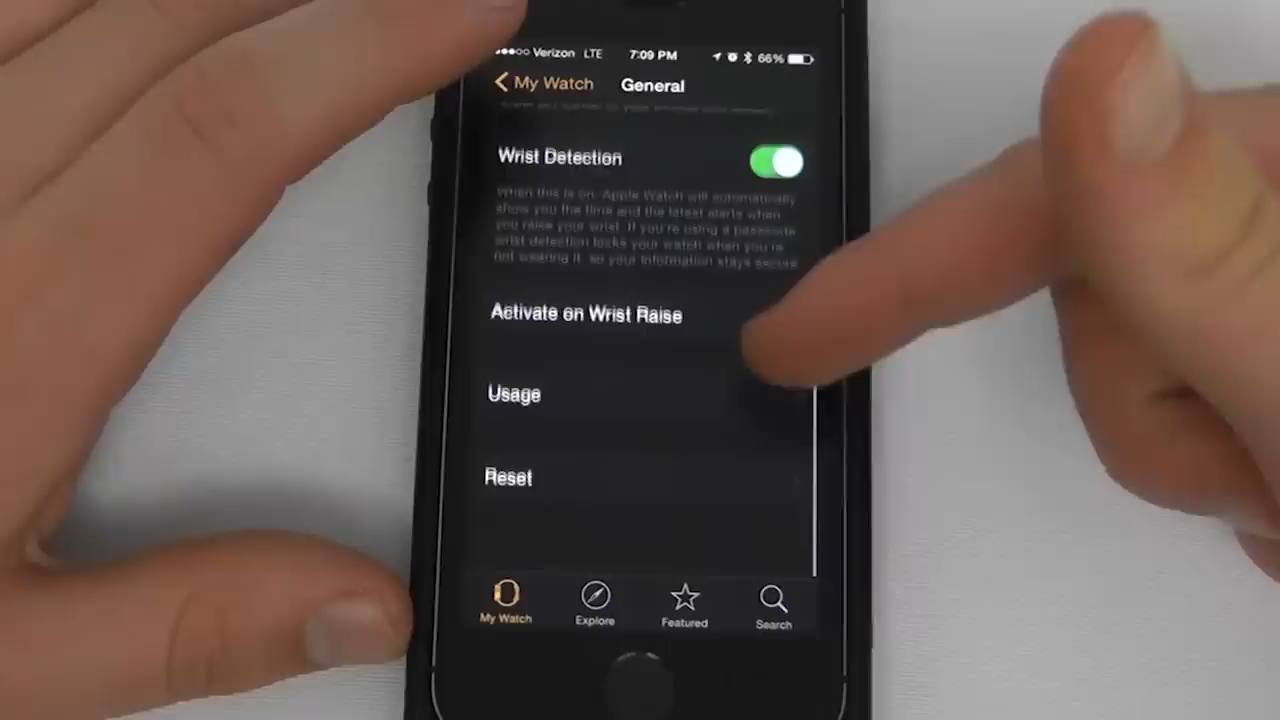 Verizon LTE 7:09 PM 66%
My Watch General
Wrist Detection
When this is on, Apple Watch will automatically
show you the time and the latest alerts when
you raise your wrist. If you're using a passcode
wrist detection locks your watch when you're
not wearing it, so your information stays secure
Activate on Wrist Raise
Usage
Reset
My Watch Explore Featured Search